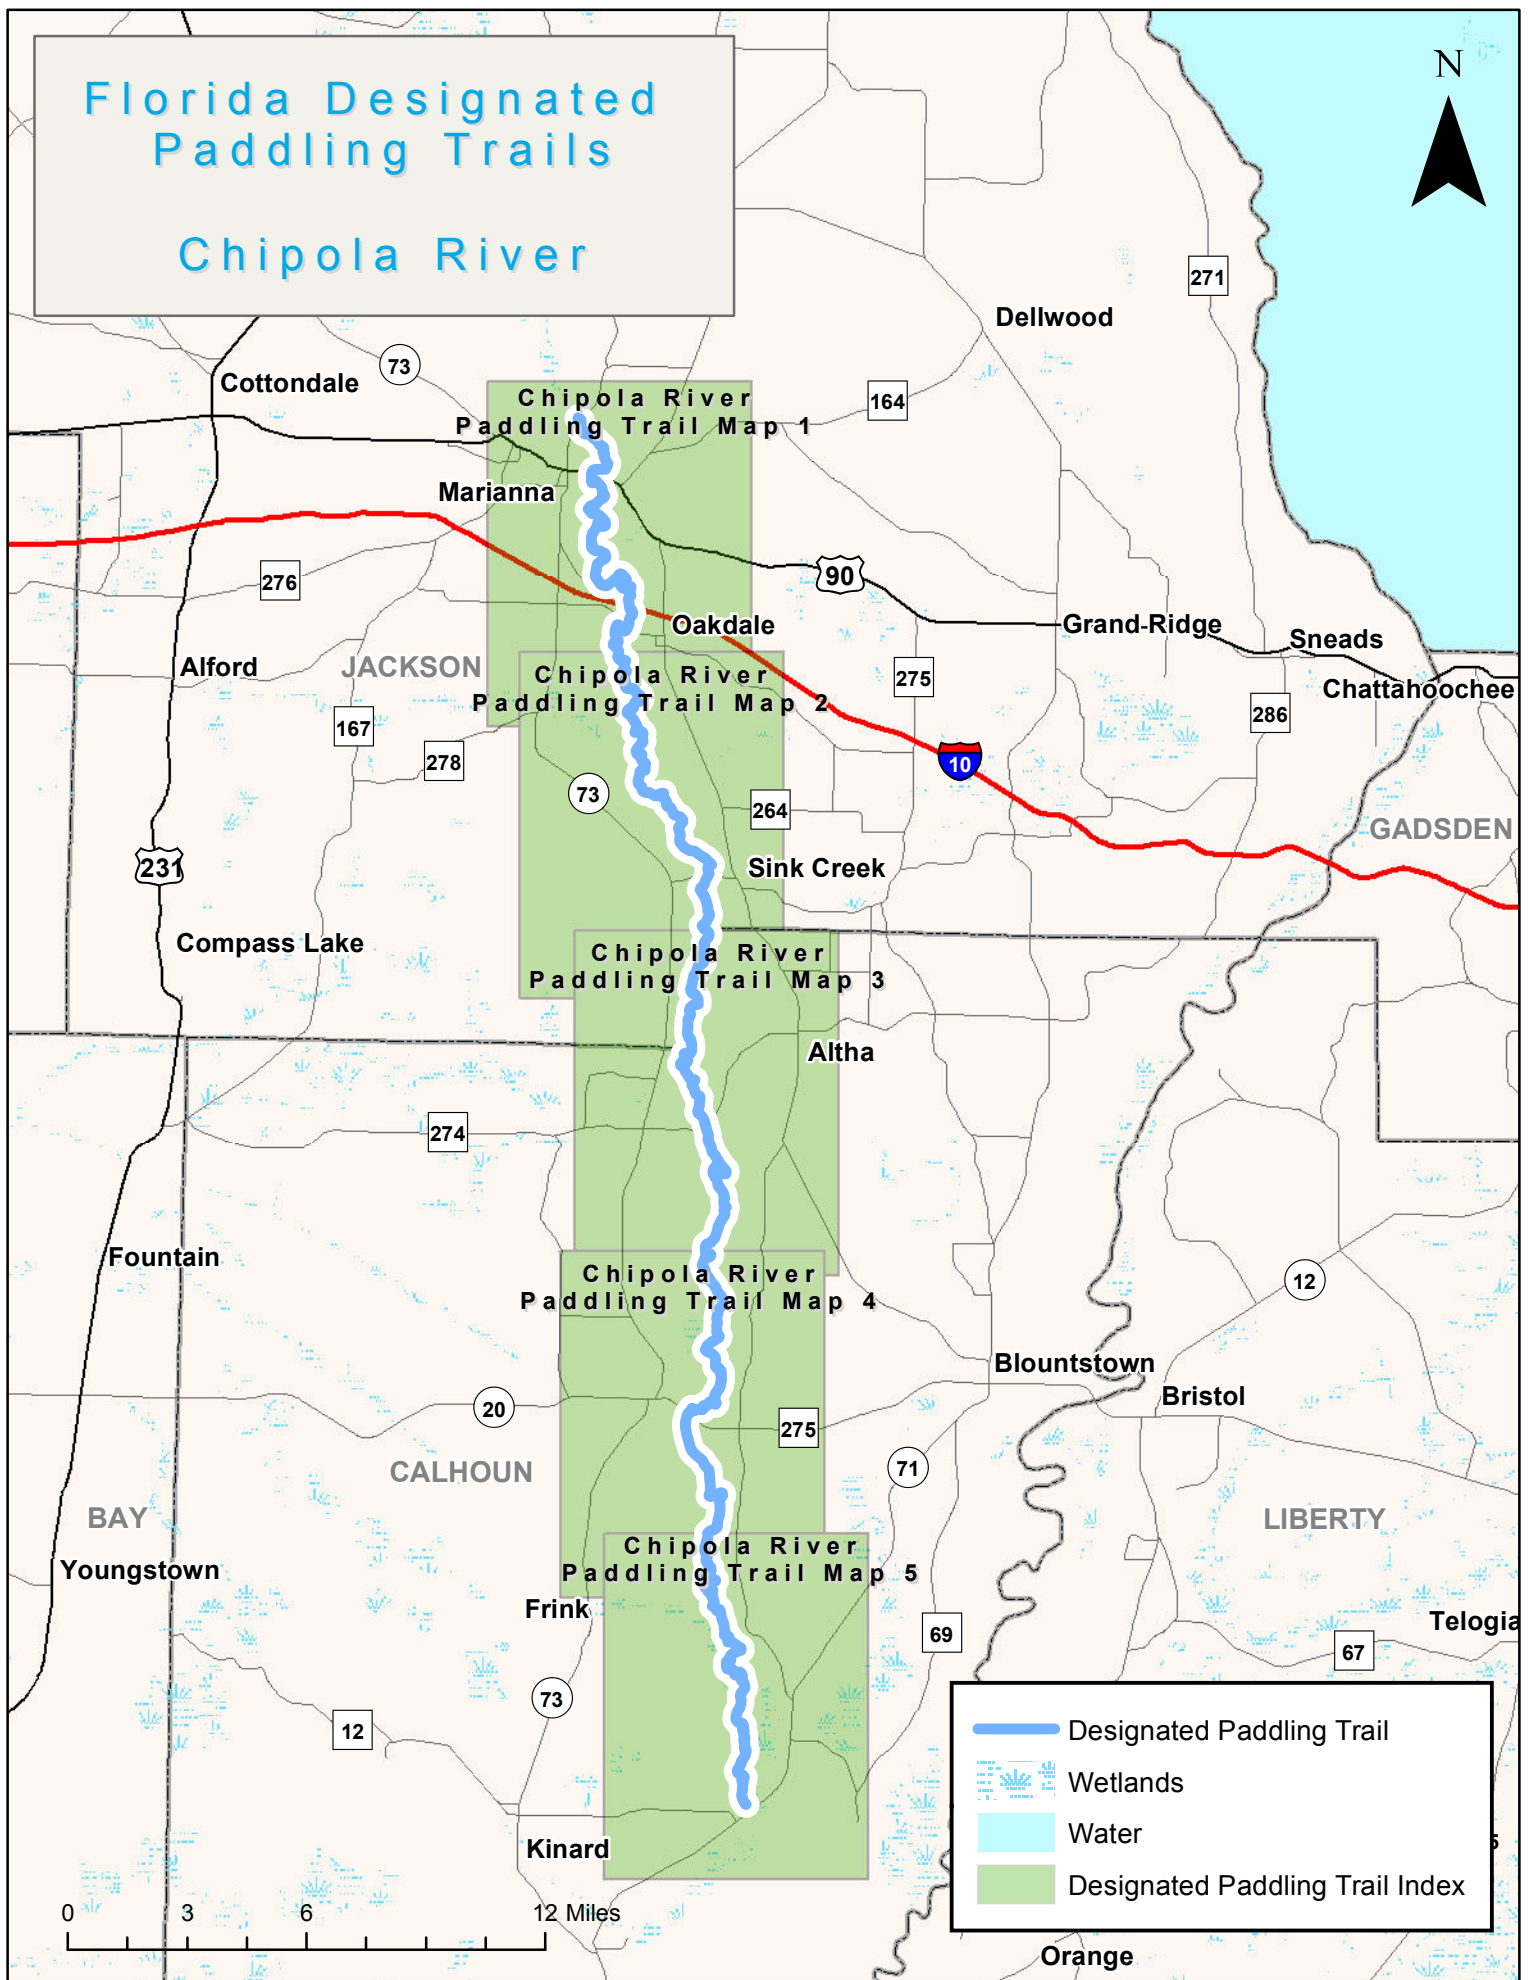 Florida Designated
Paddling Trails
Chipola River
N
271
Dellwood
73
Cottondale
164
Chipola River
Paddling Trail Map 1
Marianna
90
276
Oakdale
Grand-Ridge
Sneads
Alford
JACKSON
275
Chattahoochee
Chipola River
Paddling Trail Map 2
167
278
286
10
73
264
GADSDEN
231
Sink Creek
Compass Lake
Chipola River
Paddling Trail Map 3
Altha
274
Fountain
Chipola River
Paddling Trail Map 4
12
Blountstown
Bristol
20
275
71
CALHOUN
BAY
LIBERTY
Youngstown
Chipola River
Paddling Trail Map 5
Frink
69
Telogia
67
73
12
Designated Paddling Trail
Wetlands
Water
Designated Paddling Trail Index
Kinard
0 3 6 12 Miles
Orange